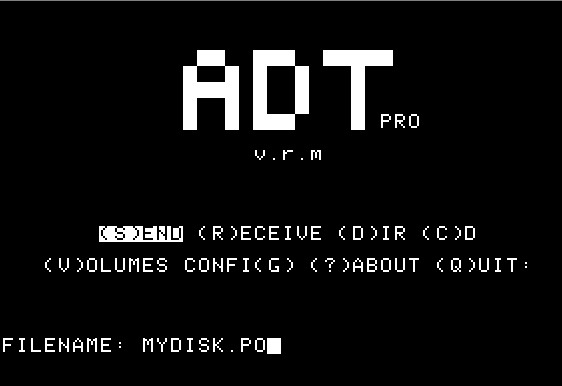 ADT PRO
v.r.m
(S)END (R)ECEIVE (D)IR (C)D
(V)OLUMES CONFI(G) (?)ABOUT (Q)UIT:
FILENAME: MYDISK.PO